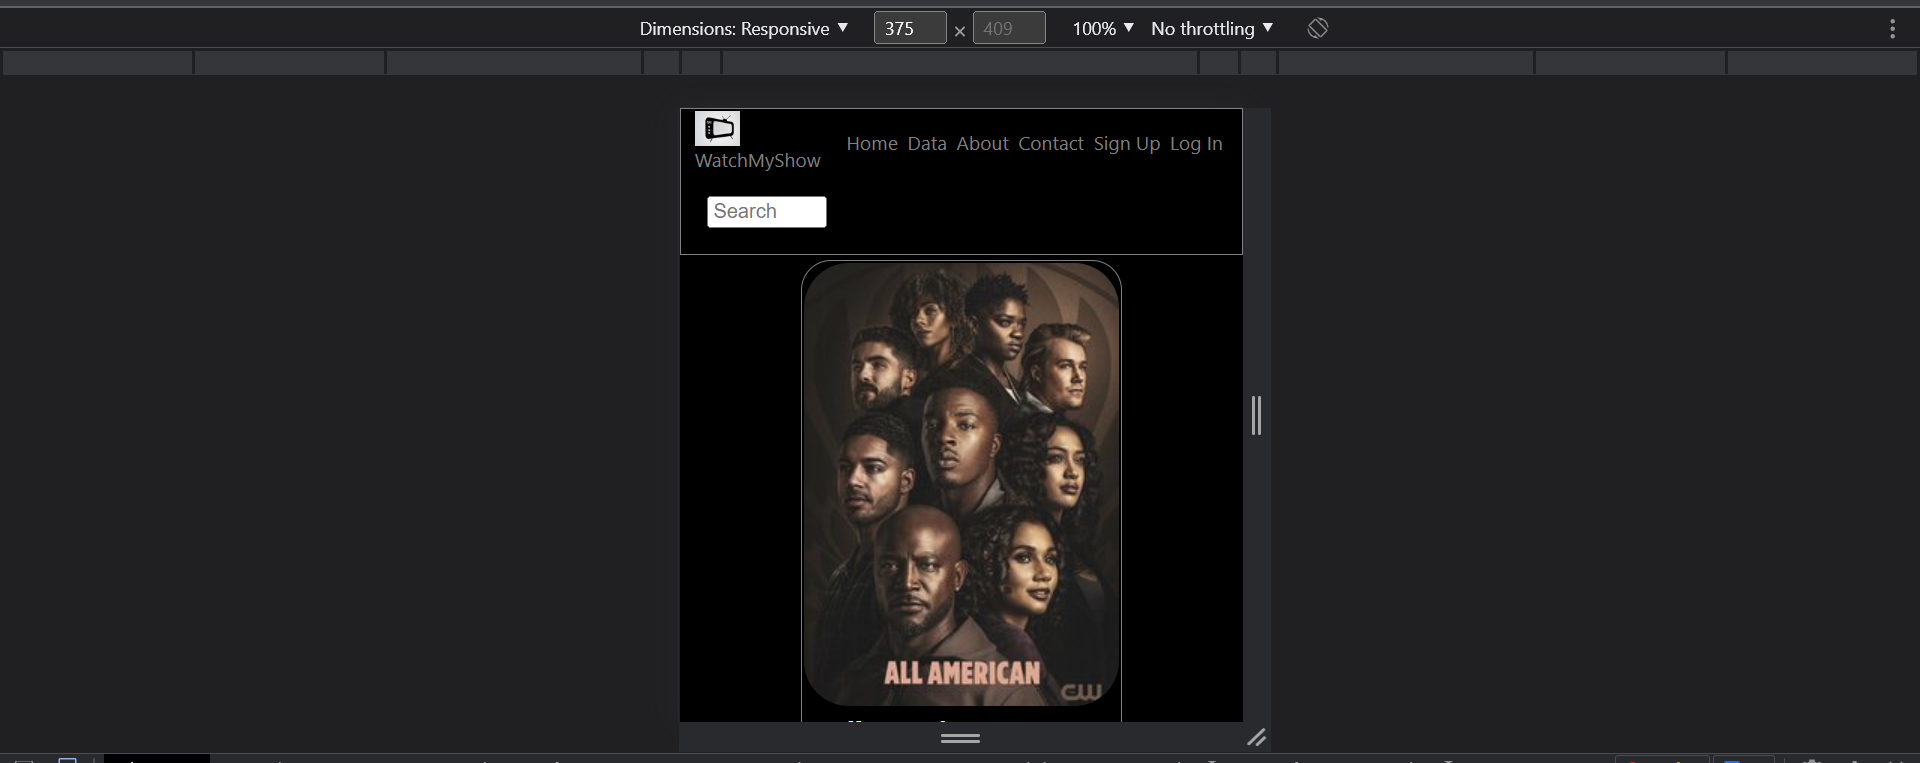 Dimensions: Responsive ▼ 375 × 409 100% ▼ No throttling ▼
WatchMyShow
Home Data About Contact Sign Up Log In
Search
ALL AMERICAN
CW